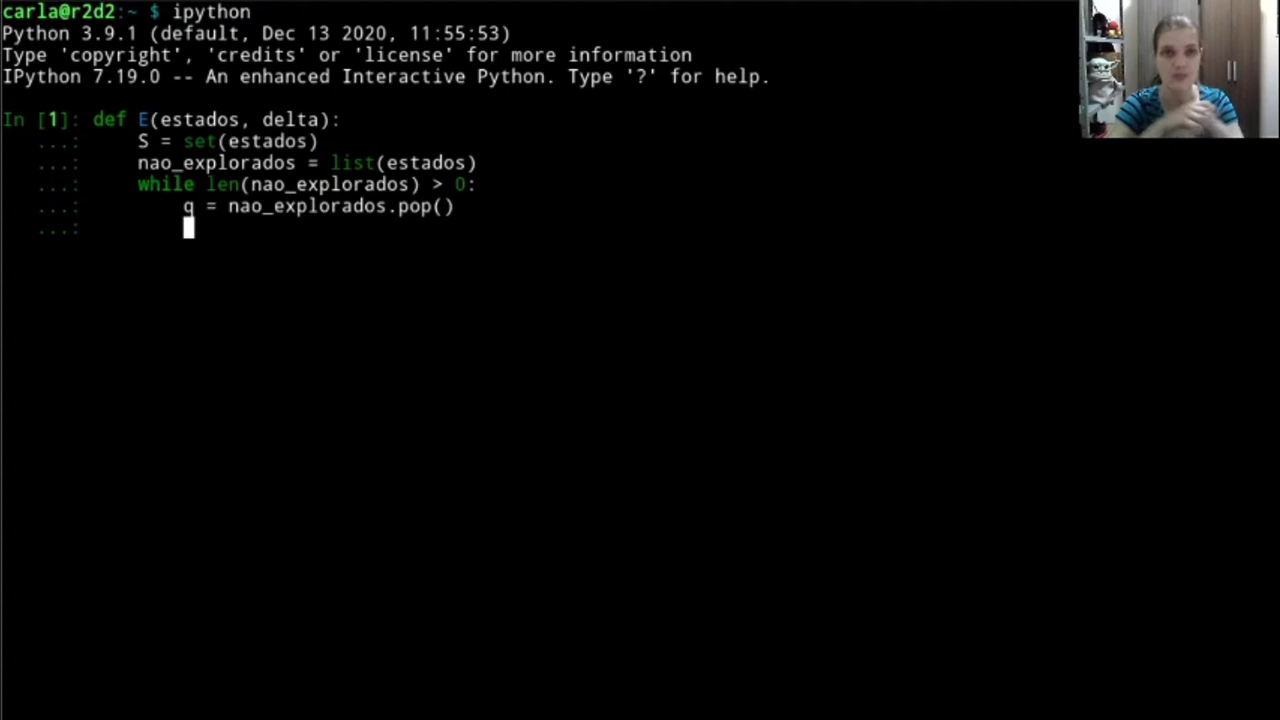 carla@r2d2:~ $ ipython
Python 3.9.1 (default, Dec 13 2020, 11:55:53)
Type 'copyright', 'credits' or 'license' for more information
IPython 7.19.0 -- An enhanced Interactive Python. Type '?' for help.
In [1]: def E(estados, delta):
...: S = set(estados)
...: nao_explorados = list(estados)
...: while len(nao_explorados) > 0:
...: q = nao_explorados.pop()
...: